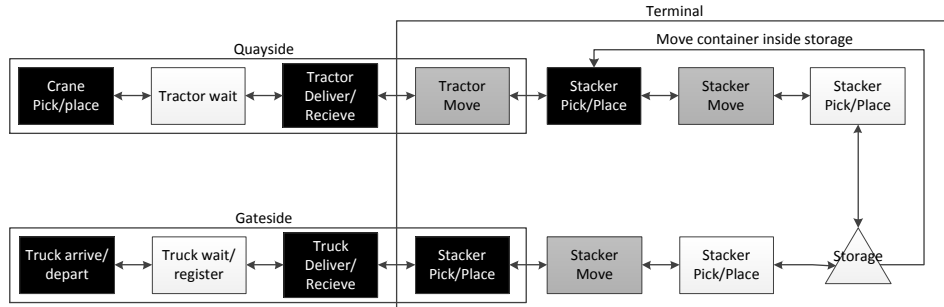 Terminal
Quayside
Move container inside storage
Crane
Pick/place
Tractor wait
Tractor
Deliver/
Recieve
Tractor
Move
Stacker
Pick/Place
Stacker
Move
Stacker
Pick/Place
Gateside
Truck arrive/
depart
Truck wait/
register
Truck
Deliver/
Recieve
Stacker
Pick/Place
Stacker
Move
Stacker
Pick/Place
Storage